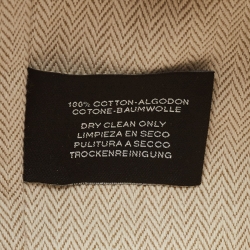 100% COTTON-ALGODON
COTONE-BAUMWOLLE
DRY CLEAN ONLY
LIMPIEZA EN SECO
PULITURA A SECCO
TROCKENREINIGUNG